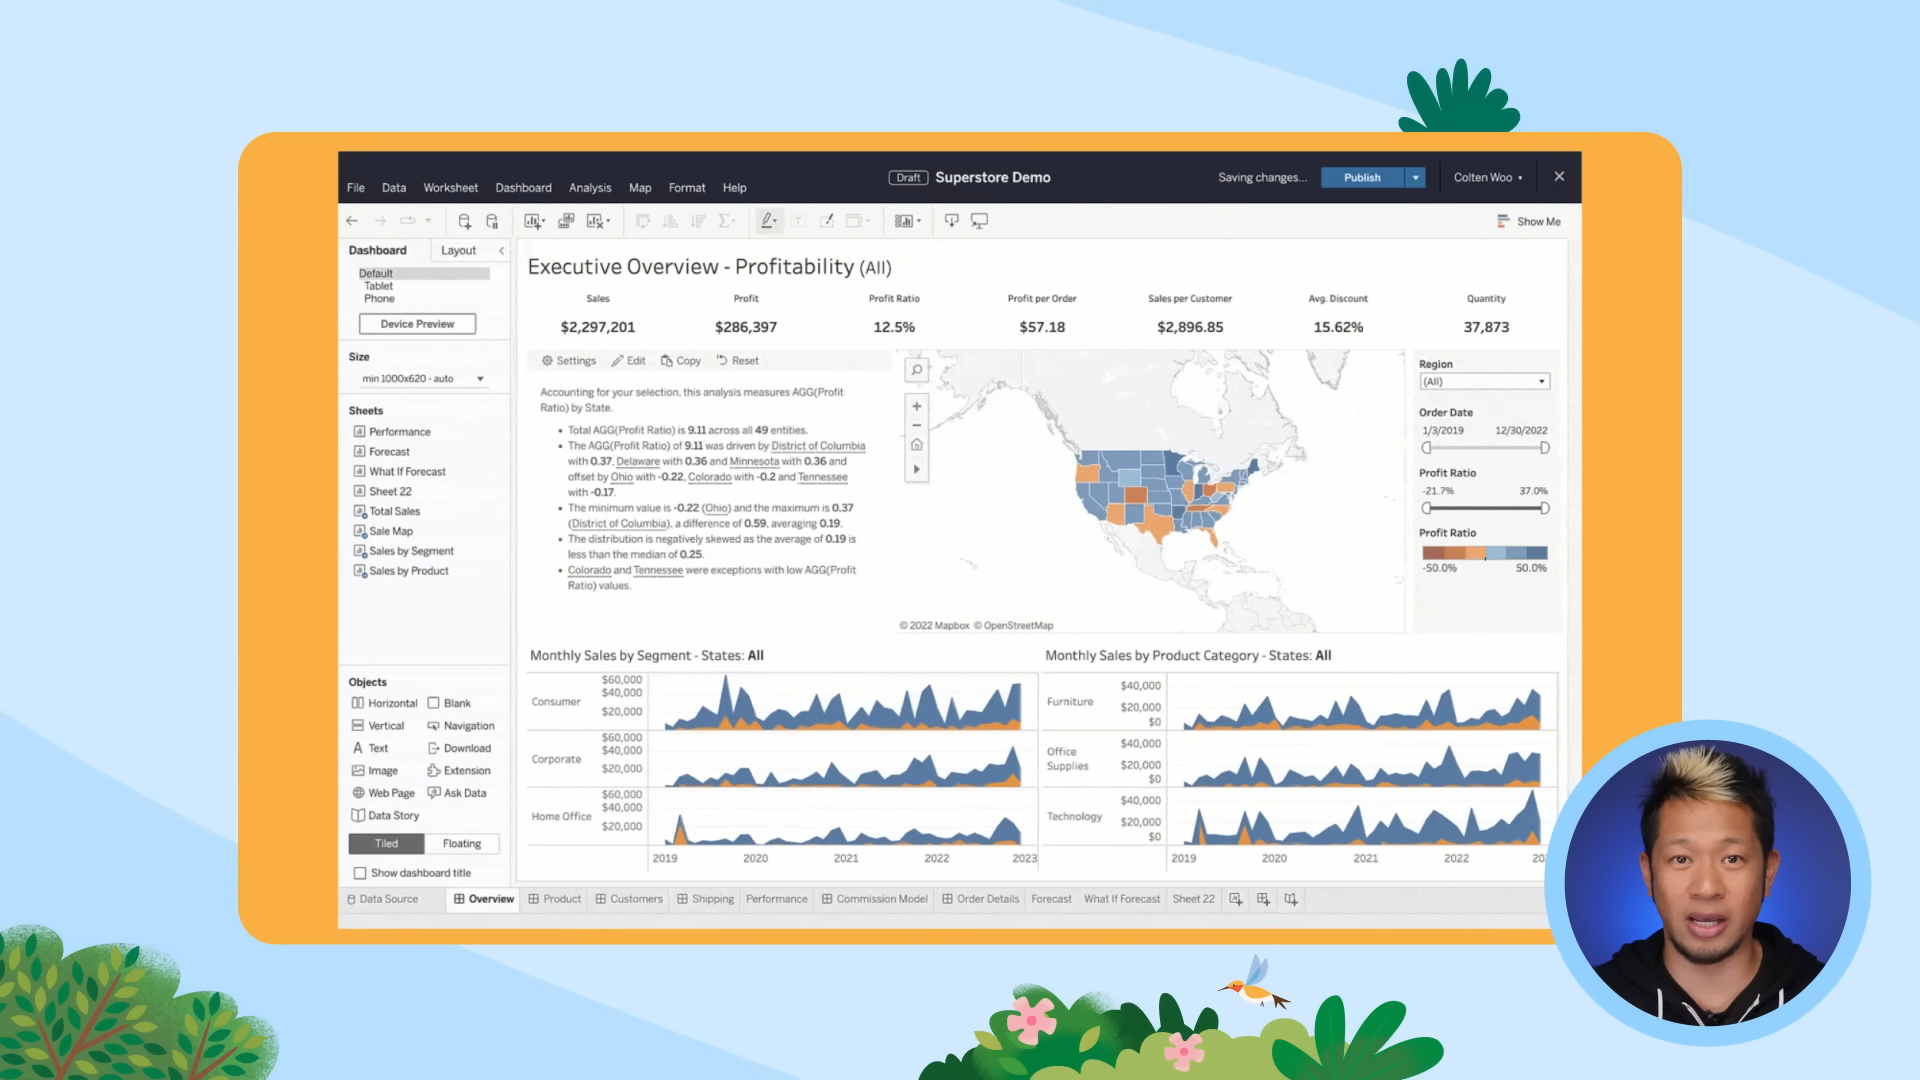 File Data Worksheet Dashboard Analysis Map Format Help
Draft Superstore Demo
Saving changes... Publish Colten Woo
Show Me
Dashboard Layout
Default
Tablet
Phone
Device Preview
Size
min 1000x620 - auto
Sheets
Performance
Forecast
What If Forecast
Sheet 22
Total Sales
Sale Map
Sales by Segment
Sales by Product
Objects
Horizontal Blank
Vertical Navigation
Text Download
Image Extension
Web Page Ask Data
Data Story
Tiled Floating
Show dashboard title
Executive Overview - Profitability (All)
Sales Profit Profit Ratio Profit per Order Sales per Customer Avg. Discount Quantity
$2,297,201 $286,397 12.5% $57.18 $2,896.85 15.62% 37,873
Settings Edit Copy Reset
Accounting for your selection, this analysis measures AGG(Profit
Ratio) by State.
• Total AGG(Profit Ratio) is 9.11 across all 49 entities.
• The AGG(Profit Ratio) of 9.11 was driven by District of Columbia
with 0.37, Delaware with 0.36 and Minnesota with 0.36 and
offset by Ohio with -0.22, Colorado with -0.2 and Tennessee
with -0.17.
• The minimum value is -0.22 (Ohio) and the maximum is 0.37
(District of Columbia), a difference of 0.59, averaging 0.19.
• The distribution is negatively skewed as the average of 0.19 is
less than the median of 0.25.
• Colorado and Tennessee were exceptions with low AGG(Profit
Ratio) values.
© 2022 Mapbox © OpenStreetMap
Region
(All)
Order Date
1/3/2019 12/30/2022
Profit Ratio
-21.7% 37.0%
Profit Ratio
-50.0% 50.0%
Monthly Sales by Segment - States: All
Consumer
$60,000
$40,000
$20,000
Corporate
$60,000
$40,000
$20,000
Home Office
$60,000
$40,000
$20,000
2019 2020 2021 2022 2023
Monthly Sales by Product Category - States: All
Furniture
$40,000
$20,000
$0
Office
Supplies
$40,000
$20,000
$0
Technology
$40,000
$20,000
$0
2019 2020 2021 2022 20
Data Source Overview Product Customers Shipping Performance Commission Model Order Details Forecast What If Forecast Sheet 22